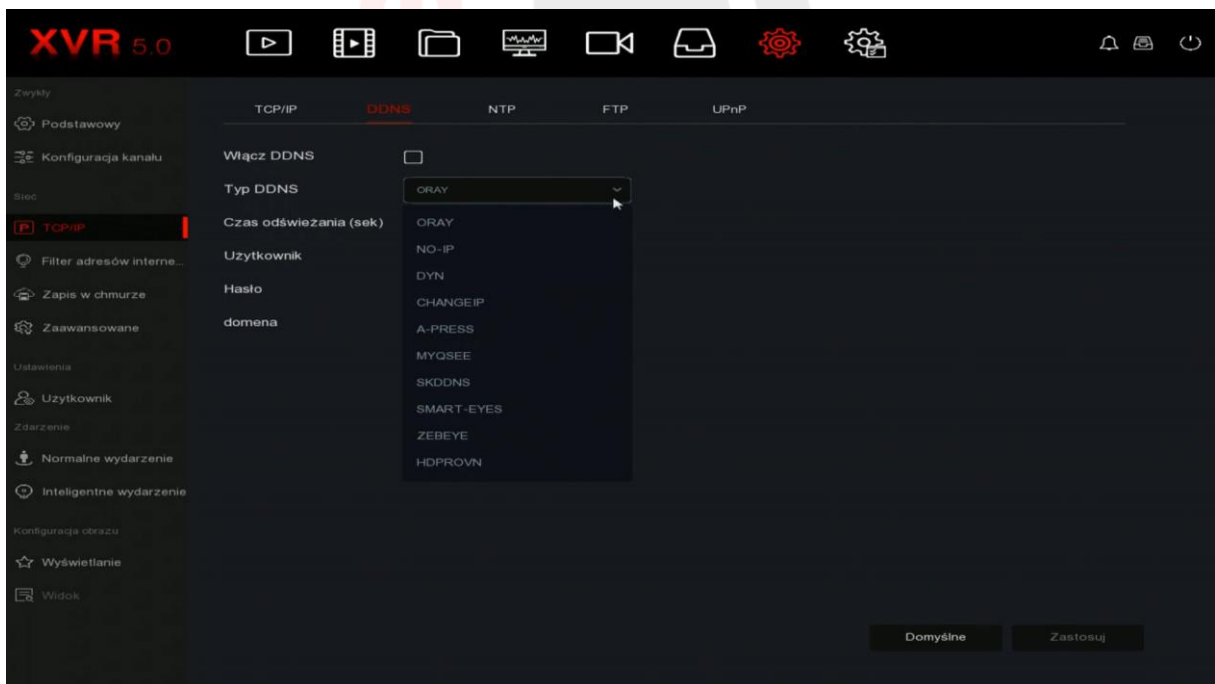 XVR 5.0
Zwykły
Podstawowy
Konfiguracja kanału
Siec
TCP/IP
Filter adresów interne...
Zapis w chmurze
Zaawansowane
Ustawienia
Użytkownik
Zdarzenie
Normalne wydarzenie
Inteligentne wydarzenie
Konfiguracja obrazu
Wyświetlanie
Widok
TCP/IP DDNS NTP FTP UPnP
Włącz DDNS
Typ DDNS ORAY
Czas odświeżania (sek)
Użytkownik
Hasło
domena
ORAY
NO-IP
DYN
CHANGEIP
A-PRESS
MYQSEE
SKDDNS
SMART-EYES
ZEBEYE
HDPROVN
Domyślne Zastosuj